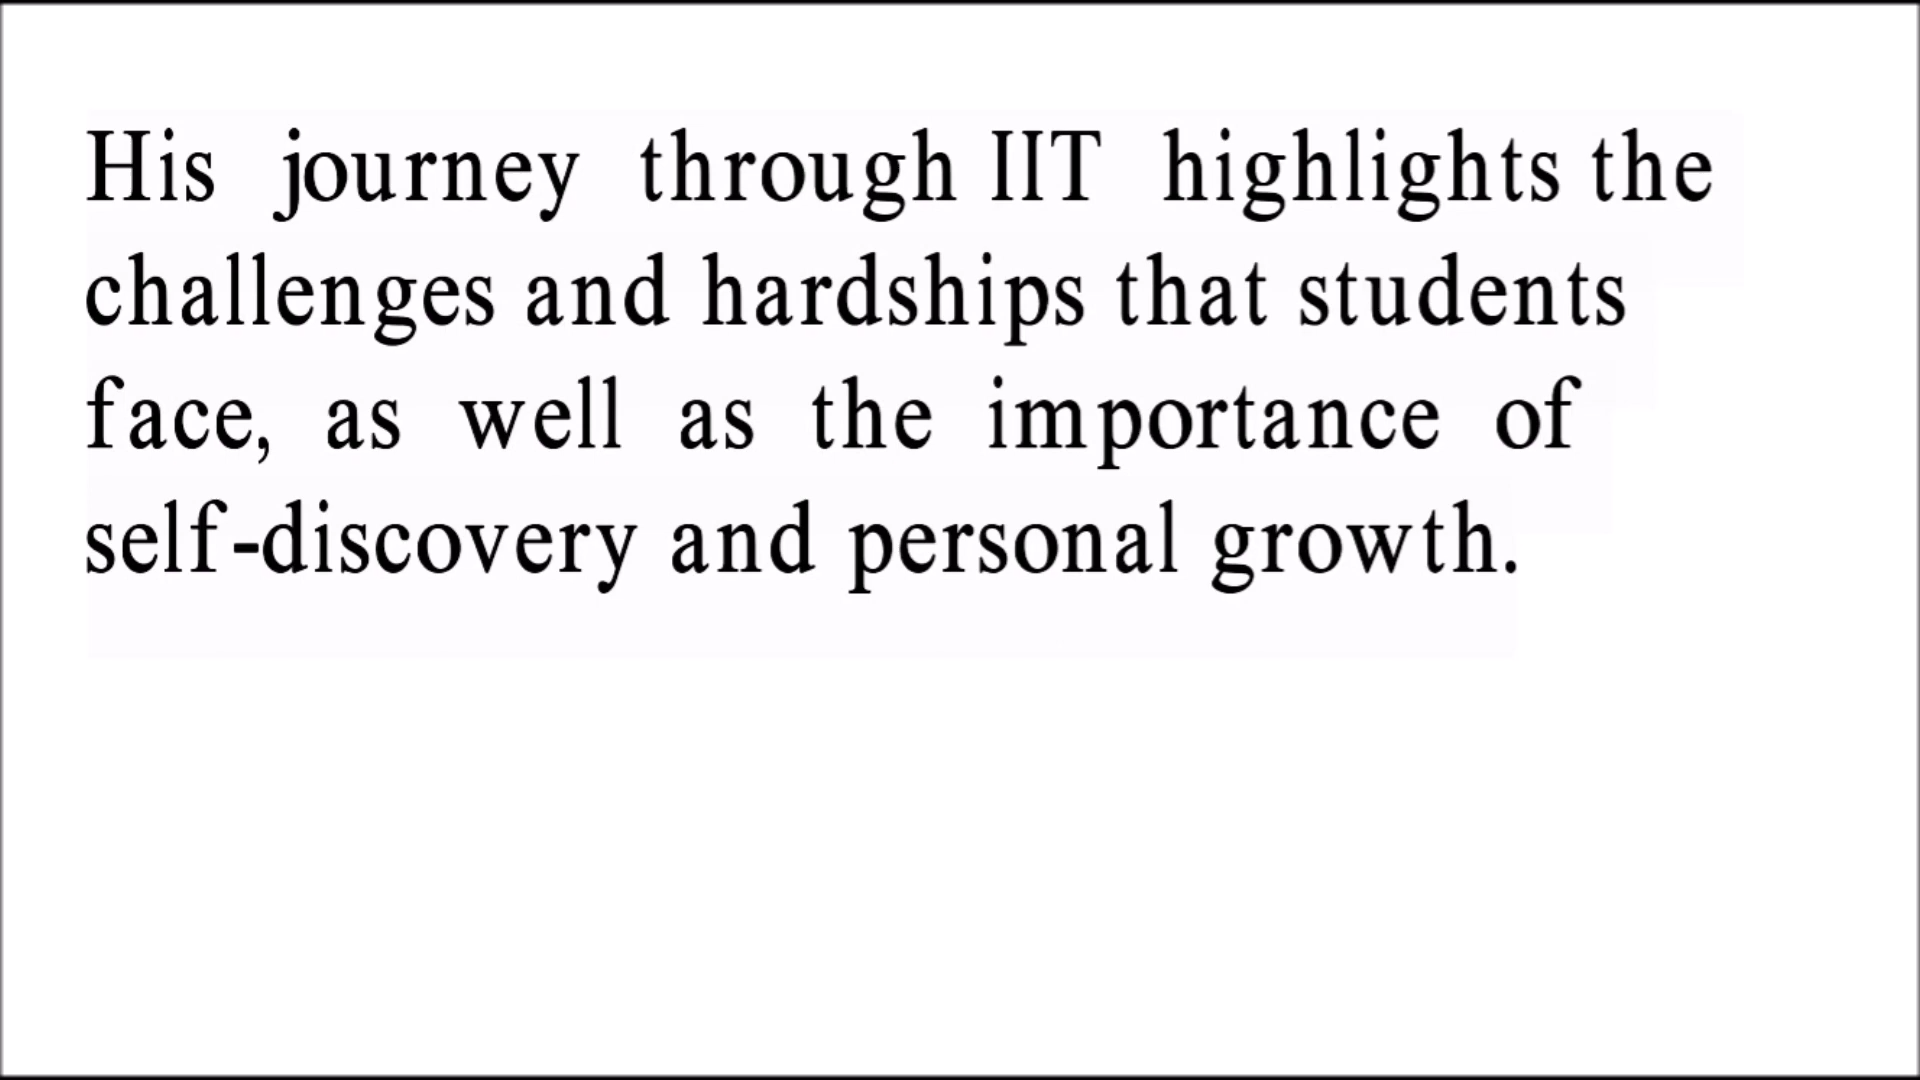 His journey through IIT highlights the
challenges and hardships that students
face, as well as the importance of
self-discovery and personal growth.